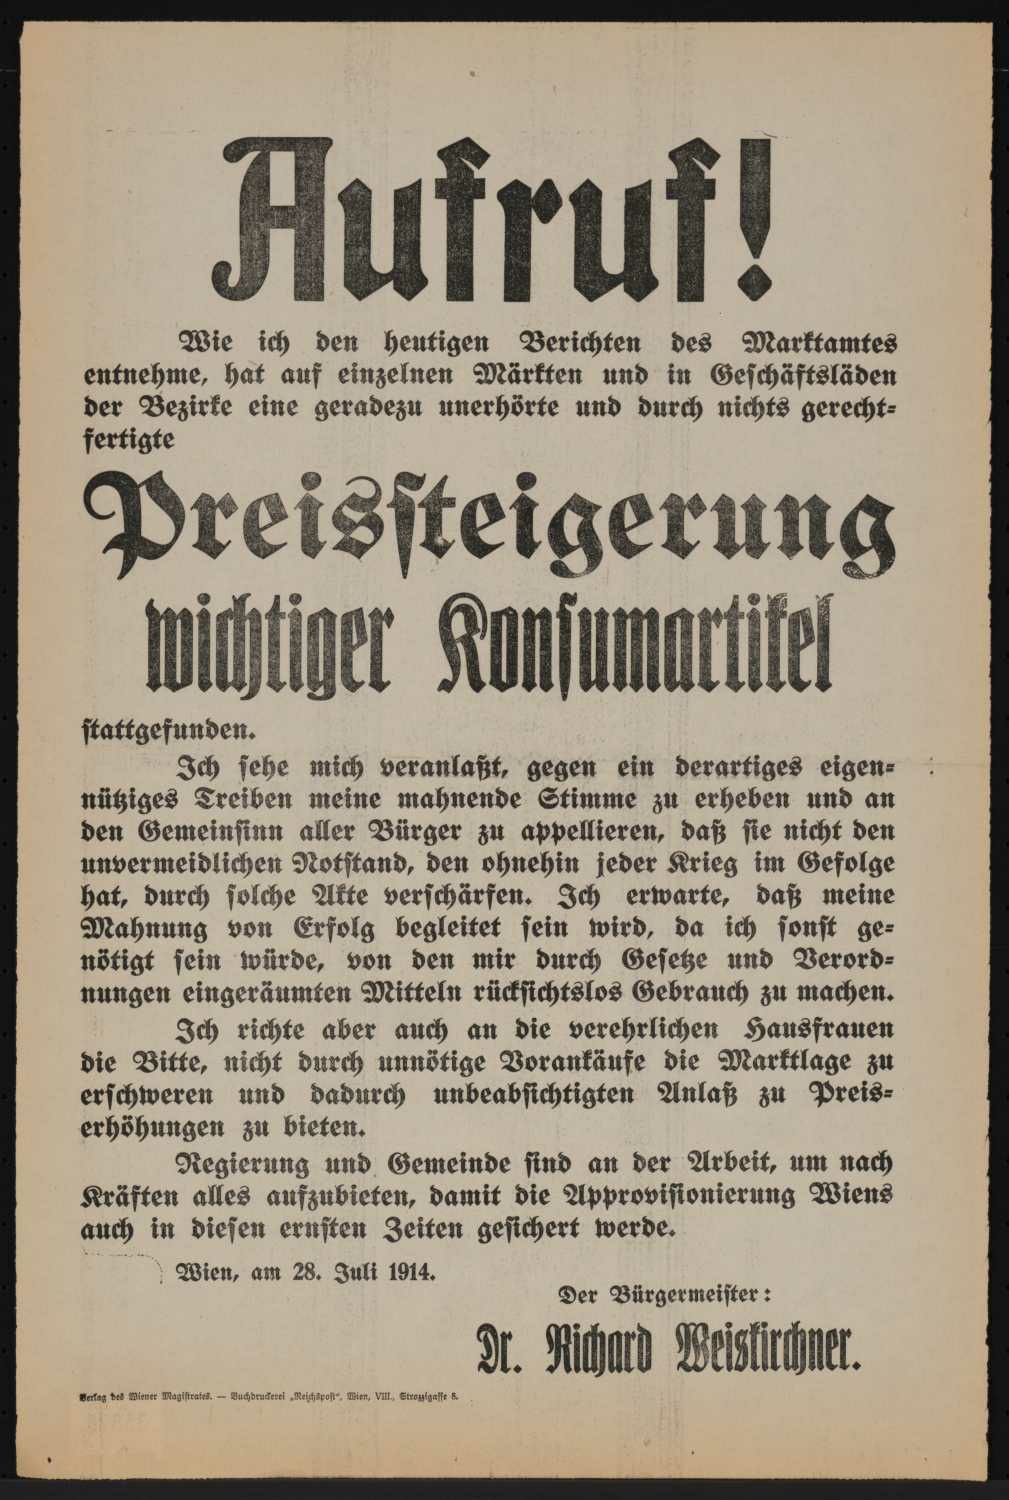 Aufruf!
Wie ich den heutigen Berichten des Marktamtes
entnehme, hat auf einzelnen Märkten und in Geschäftsläden
der Bezirke eine geradezu unerhörte und durch nichts gerecht-
fertigte
Preissteigerung
wichtiger Konsumartikel
stattgefunden.
Ich sehe mich veranlaßt, gegen ein derartiges eigen-
nütziges Treiben meine mahnende Stimme zu erheben und an
den Gemeinsinn aller Bürger zu appellieren, daß sie nicht den
unvermeidlichen Notstand, den ohnehin jeder Krieg im Gefolge
hat, durch solche Akte verschärfen. Ich erwarte, daß meine
Mahnung von Erfolg begleitet sein wird, da ich sonst ge-
nötigt sein würde, von den mir durch Gesetze und Verord-
nungen eingeräumten Mitteln rücksichtslos Gebrauch zu machen.
Ich richte aber auch an die verehrlichen Hausfrauen
die Bitte, nicht durch unnötige Vorankäufe die Marktlage zu
erschweren und dadurch unbeabsichtigten Anlaß zu Preis-
erhöhungen zu bieten.
Regierung und Gemeinde sind an der Arbeit, um nach
Kräften alles aufzubieten, damit die Approvisionierung Wiens
auch in diesen ernsten Zeiten gesichert werde.
Wien, am 28. Juli 1914.
Der Bürgermeister:
Dr. Richard Weiskirchner.
Verlag des Wiener Magistrates. — Buchdruckerei „Reichspost“, Wien, VIII., Strozzigasse 8.